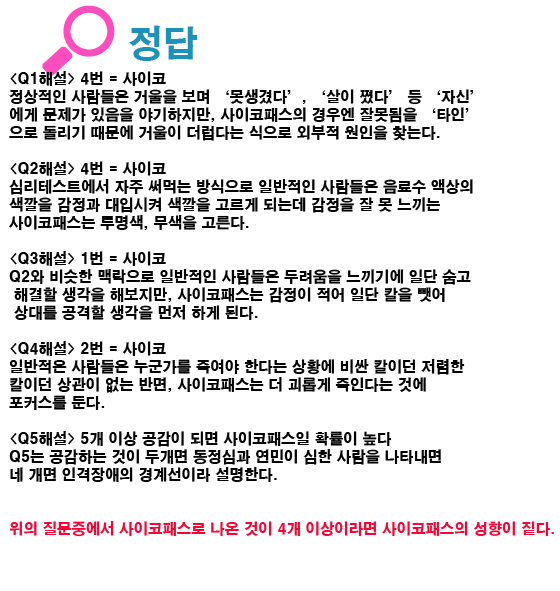 정답
<Q1해설> 4번 = 사이코
정상적인 사람들은 거울을 보며 ‘못생겼다’, ‘살이 쪘다’ 등 ‘자신’
에게 문제가 있음을 야기하지만, 사이코패스의 경우엔 잘못됨을 ‘타인’
으로 돌리기 때문에 거울이 더럽다는 식으로 외부적 원인을 찾는다.
<Q2해설> 4번 = 사이코
심리테스트에서 자주 써먹는 방식으로 일반적인 사람들은 음료수 액상의
색깔을 감정과 대입시켜 색깔을 고르게 되는데 감정을 잘 못 느끼는
사이코패스는 투명색, 무색을 고른다.
<Q3해설> 1번 = 사이코
Q2와 비슷한 맥락으로 일반적인 사람들은 두려움을 느끼기에 일단 숨고
해결할 생각을 해보지만, 사이코패스는 감정이 적어 일단 칼을 뺏어
상대를 공격할 생각을 먼저 하게 된다.
<Q4해설> 2번 = 사이코
일반적은 사람들은 누군가를 죽여야 한다는 상황에 비싼 칼이던 저렴한
칼이던 상관이 없는 반면, 사이코패스는 더 괴롭게 죽인다는 것에
포커스를 둔다.
<Q5해설> 5개 이상 공감이 되면 사이코패스일 확률이 높다
Q5는 공감하는 것이 두개면 동정심과 연민이 심한 사람을 나타내면
네 개면 인격장애의 경계선이라 설명한다.
위의 질문중에서 사이코패스로 나온 것이 4개 이상이라면 사이코패스의 성향이 짙다.